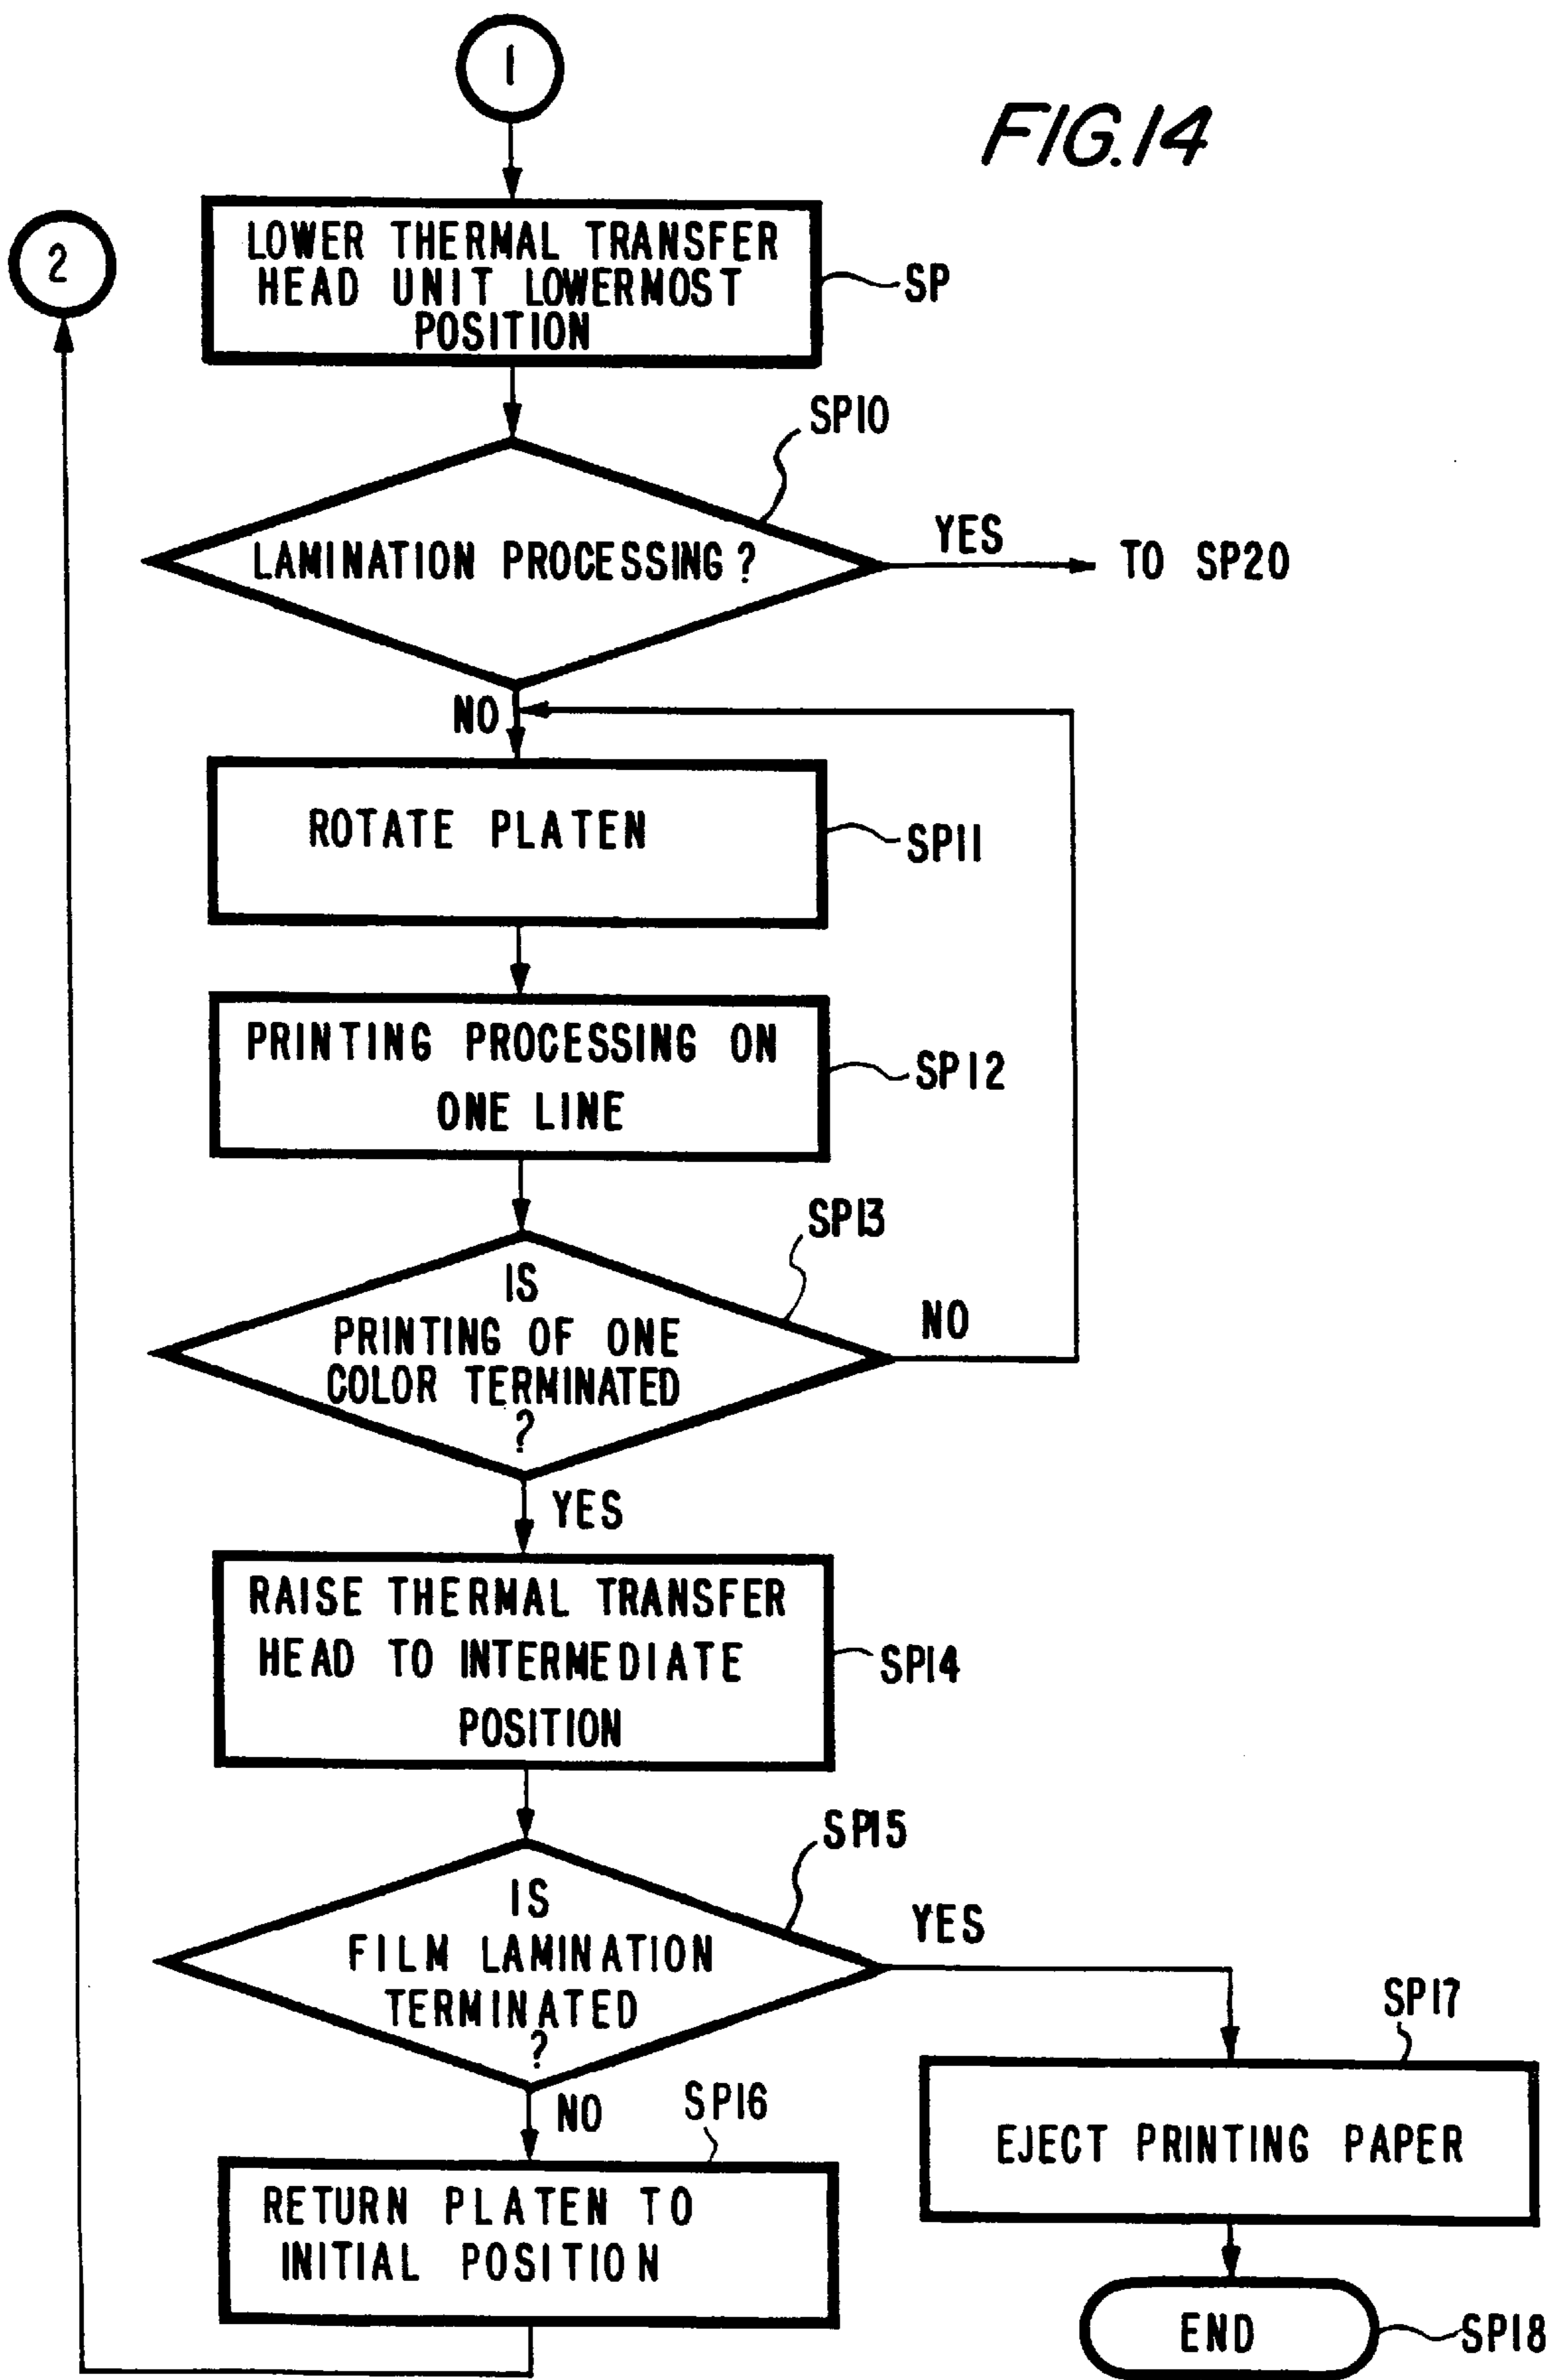 1
FIG.14
2
LOWER THERMAL TRANSFER
HEAD UNIT LOWERMOST
POSITION
SP
SP10
LAMINATION PROCESSING?
YES
TO SP20
NO
ROTATE PLATEN
SP11
PRINTING PROCESSING ON
ONE LINE
SP12
SP13
IS
PRINTING OF ONE
COLOR TERMINATED
?
NO
YES
RAISE THERMAL TRANSFER
HEAD TO INTERMEDIATE
POSITION
SP14
SP15
IS
FILM LAMINATION
TERMINATED
?
YES
NO
SP16
RETURN PLATEN TO
INITIAL POSITION
SP17
EJECT PRINTING PAPER
END
SP18